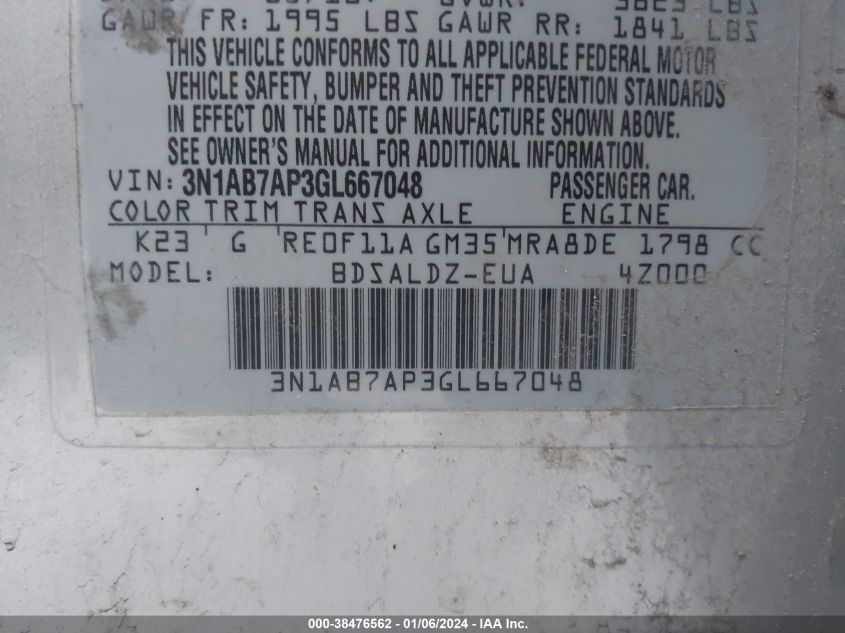 GVWR: 3823 LBS
GAWR FR: 1995 LBS GAWR RR: 1841 LBS
THIS VEHICLE CONFORMS TO ALL APPLICABLE FEDERAL MOTOR
VEHICLE SAFETY, BUMPER AND THEFT PREVENTION STANDARDS
IN EFFECT ON THE DATE OF MANUFACTURE SHOWN ABOVE.
SEE OWNER'S MANUAL FOR ADDITIONAL INFORMATION.
VIN: 3N1AB7AP3GL667048 PASSENGER CAR.
COLOR TRIM TRANS AXLE ENGINE
K23 G RE0F11A GM35 MRA8DE 1798 CC
MODEL: BDSALDZ-EUA 4Z000
3N1AB7AP3GL667048
000-38476562 - 01/06/2024 - IAA Inc.